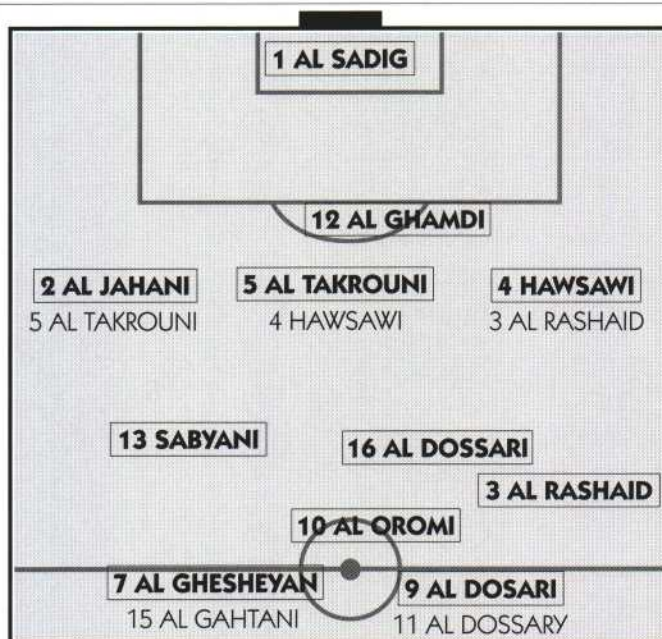 1 AL SADIG
12 AL GHAMDI
2 AL JAHANI
5 AL TAKROUNI
5 AL TAKROUNI
4 HAWSAWI
4 HAWSAWI
3 AL RASHAID
13 SABYANI
16 AL DOSSARI
3 AL RASHAID
10 AL OROMI
7 AL GHESHEYAN
15 AL GAHTANI
9 AL DOSARI
11 AL DOSSARY